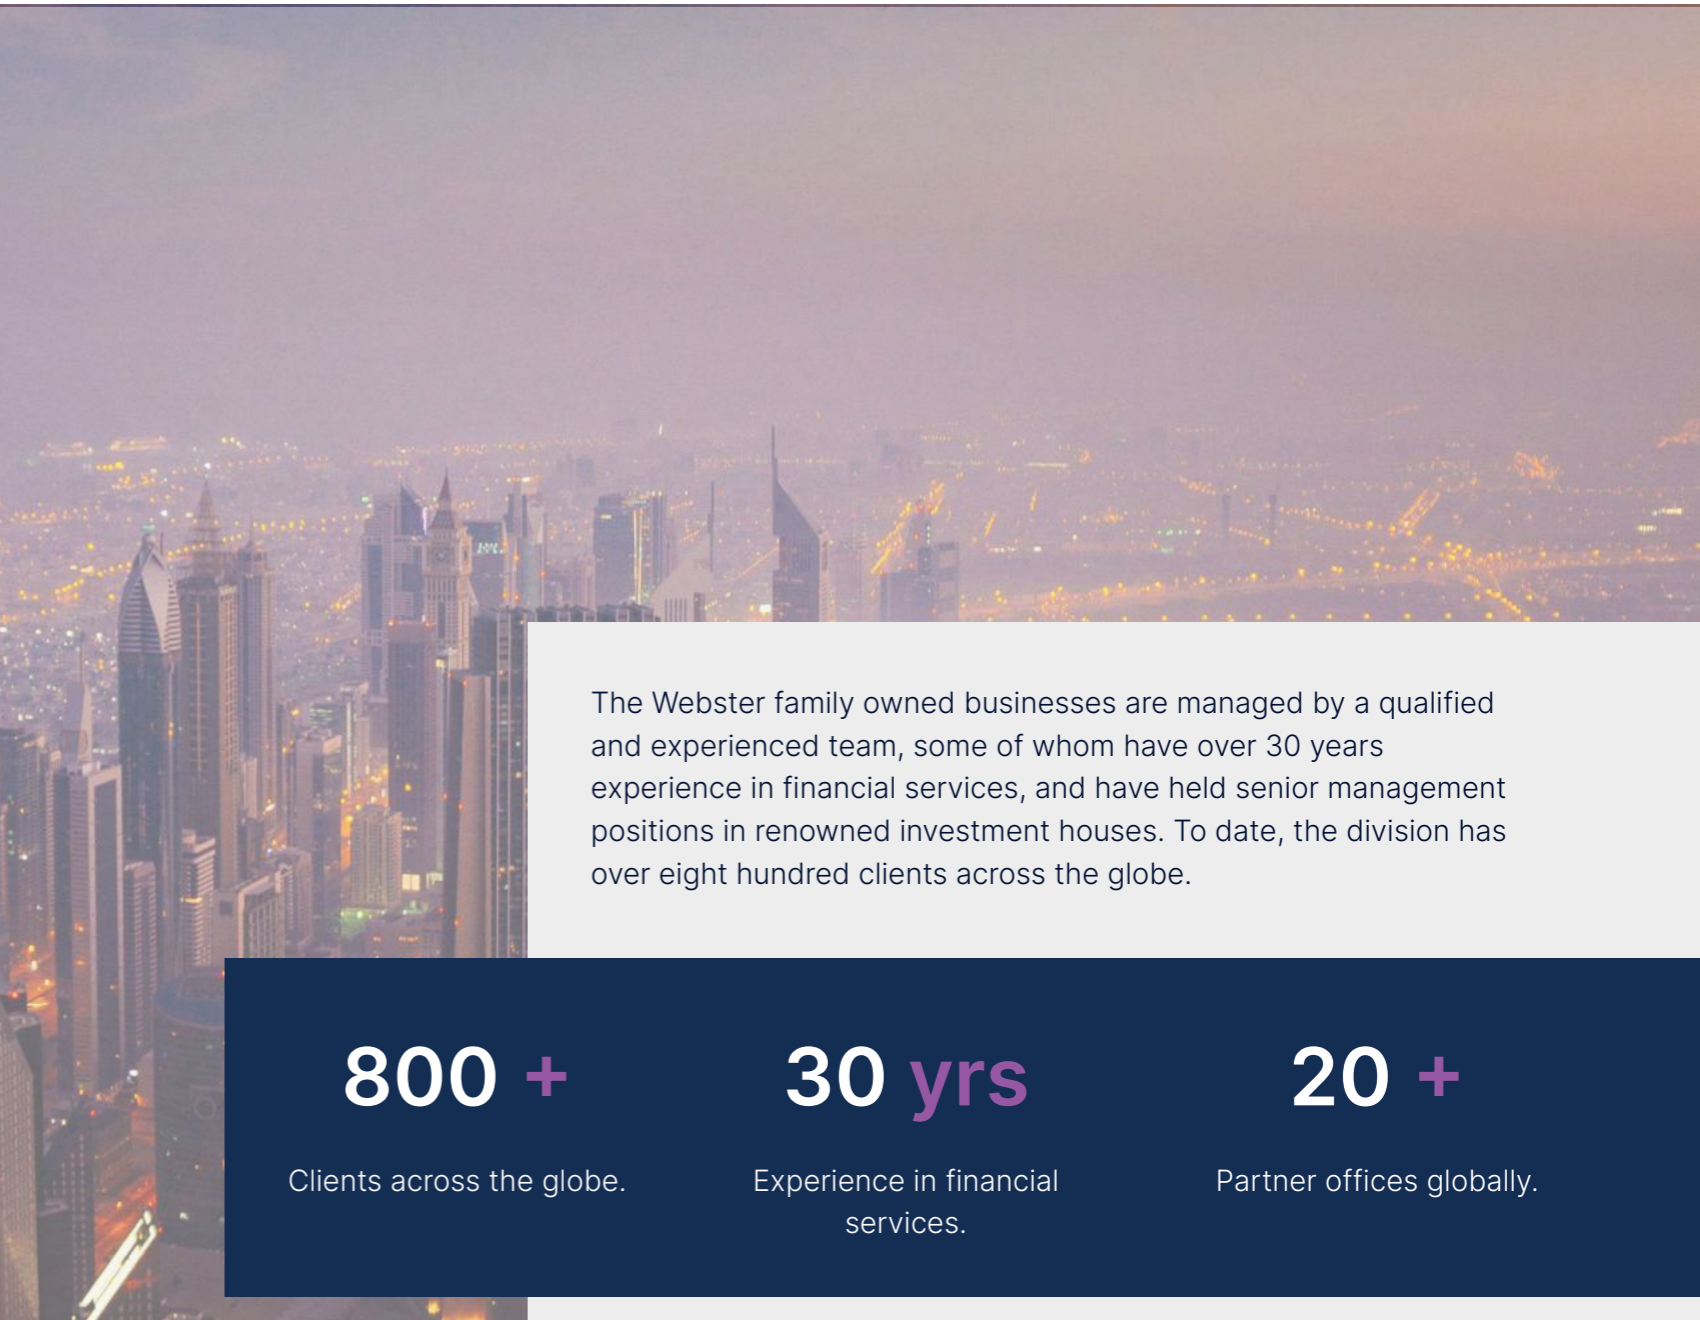 The Webster family owned businesses are managed by a qualified
and experienced team, some of whom have over 30 years
experience in financial services, and have held senior management
positions in renowned investment houses. To date, the division has
over eight hundred clients across the globe.
800 +
Clients across the globe.
30 yrs
Experience in financial
services.
20 +
Partner offices globally.